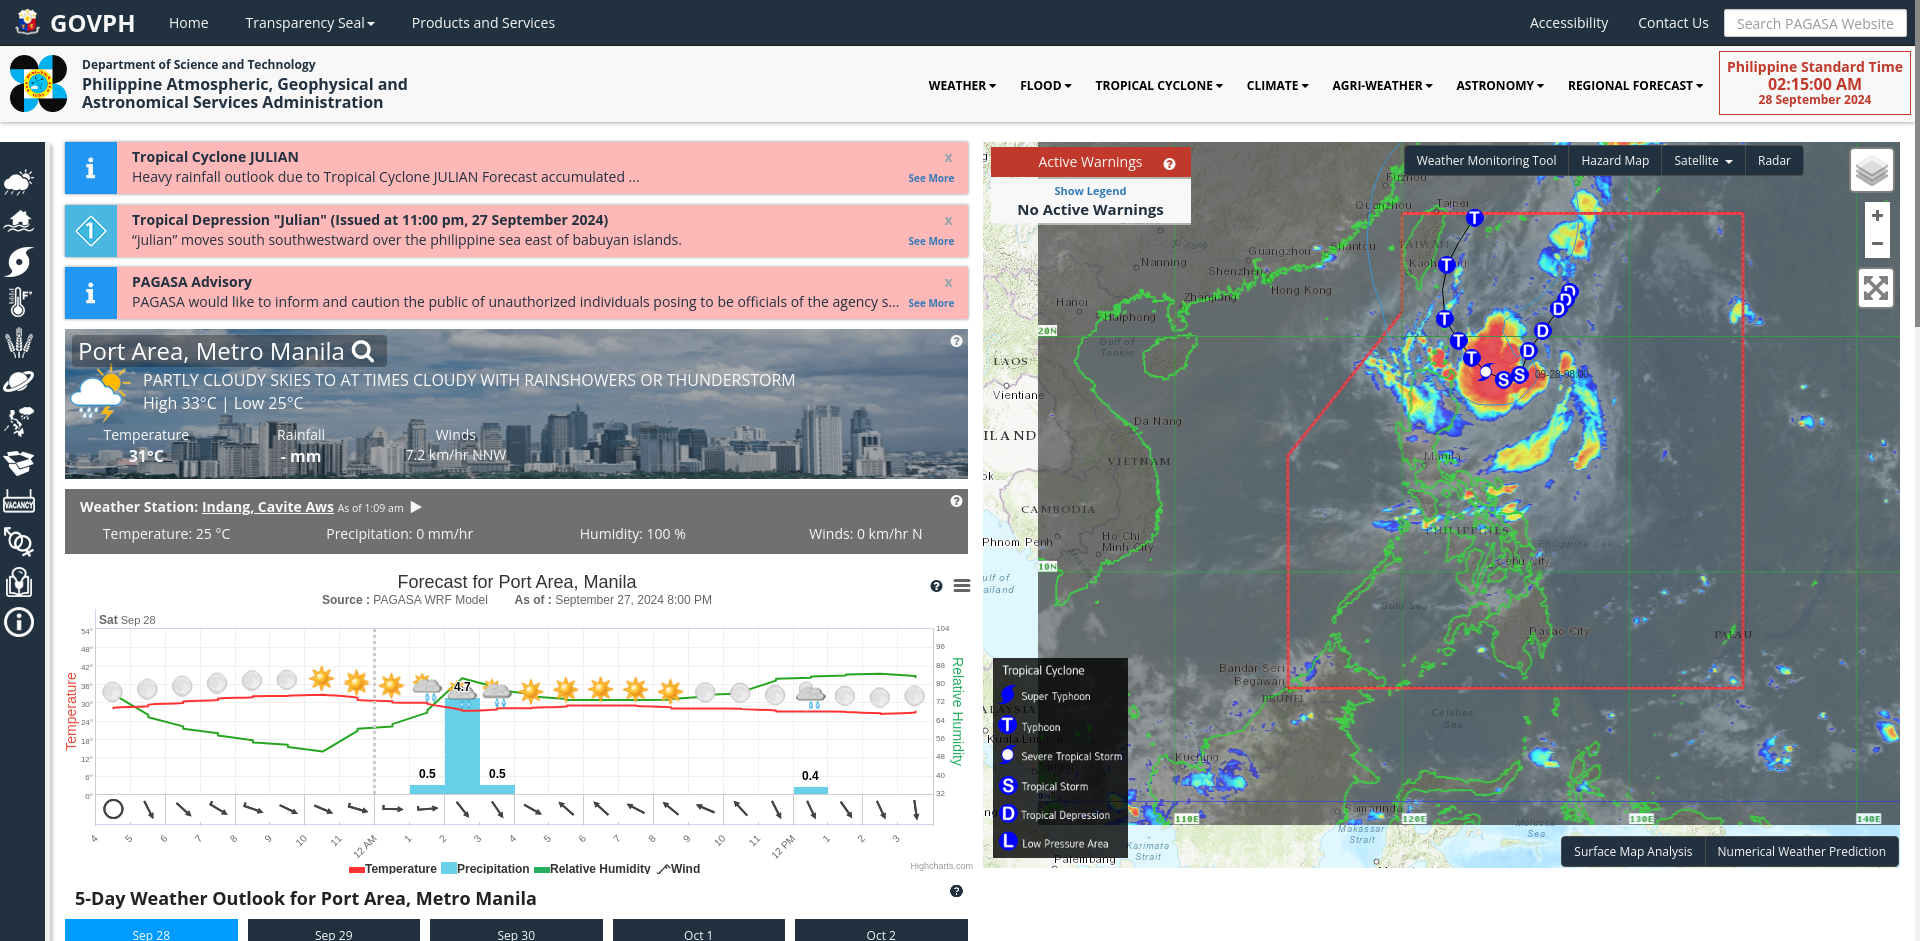 GOVPH
Home
Transparency Seal
Products and Services
Accessibility
Contact Us
Search PAGASA Website
Department of Science and Technology
Philippine Atmospheric, Geophysical and
Astronomical Services Administration
WEATHER
FLOOD
TROPICAL CYCLONE
CLIMATE
AGRI-WEATHER
ASTRONOMY
REGIONAL FORECAST
Philippine Standard Time
02:15:00 AM
28 September 2024
Tropical Cyclone JULIAN
x
Heavy rainfall outlook due to Tropical Cyclone JULIAN Forecast accumulated ...
See More
1
Tropical Depression "Julian" (Issued at 11:00 pm, 27 September 2024)
x
“julian” moves south southwestward over the philippine sea east of babuyan islands.
See More
PAGASA Advisory
x
PAGASA would like to inform and caution the public of unauthorized individuals posing to be officials of the agency s...
See More
VACANCY
Port Area, Metro Manila
PARTLY CLOUDY SKIES TO AT TIMES CLOUDY WITH RAINSHOWERS OR THUNDERSTORM
High 33°C | Low 25°C
Temperature
Rainfall
Winds
31°C
- mm
7.2 km/hr NNW
Weather Station: Indang, Cavite Aws As of 1:09 am
Temperature: 25 °C
Precipitation: 0 mm/hr
Humidity: 100 %
Winds: 0 km/hr N
Forecast for Port Area, Manila
Source : PAGASA WRF Model As of : September 27, 2024 8:00 PM
Sat Sep 28
54°
48°
42°
36°
30°
24°
18°
12°
6°
0°
Temperature
104
96
88
80
72
64
56
48
40
32
Relative Humidity
0.5
4.7
0.5
0.4
4
5
6
7
8
9
10
11
12 AM
1
2
3
4
5
6
7
8
9
10
11
12 PM
1
2
3
Temperature
Precipitation
Relative Humidity
Wind
Highcharts.com
5-Day Weather Outlook for Port Area, Metro Manila
Sep 28
Sep 29
Sep 30
Oct 1
Oct 2
Active Warnings
Show Legend
No Active Warnings
Weather Monitoring Tool
Hazard Map
Satellite
Radar
+
−
Fuzhou
Quanzhou
Taipei
TAIWAN
Xi Jiang
Guangzhou
Shantou
Nanning
Shenzhen
Hong Kong
Zhanjiang
Hanoi
Haiphong
20N
Gulf of
Tonkin
LAOS
Vientiane
Da Nang
VIETNAM
Manila
CAMBODIA
Phnom Penh
Ho Chi
Minh City
PHILIPPINES
Philippine Sea
Cebu City
10N
Sulu Sea
Davao City
PALAU
Bandar Seri
Begawan
BRUNEI
Celebes
Sea
Kuching
Samarinda
Makassar
Strait
Karimata
Strait
Palembang
110E
120E
130E
140E
T
T
T
T
T
S
S
D
D
D
D
D
Tropical Cyclone
Super Typhoon
T Typhoon
Severe Tropical Storm
S Tropical Storm
D Tropical Depression
L Low Pressure Area
Surface Map Analysis
Numerical Weather Prediction